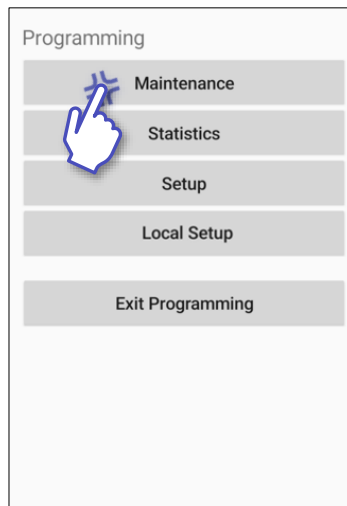 Programming
Maintenance
Statistics
Setup
Local Setup
Exit Programming